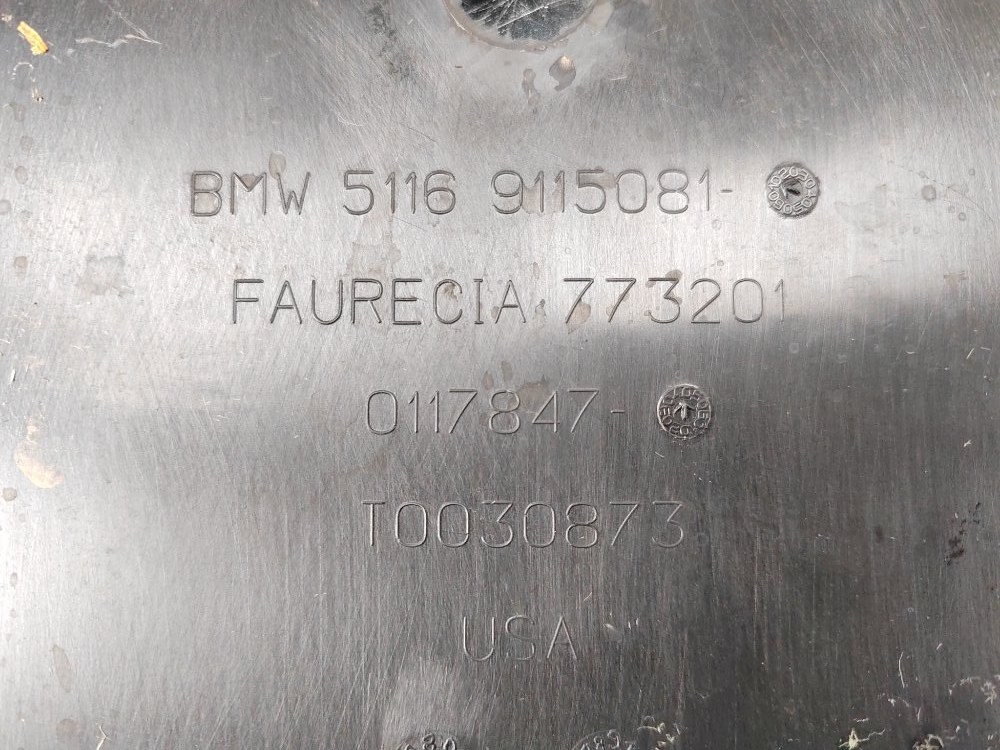 BMW 5116 9115081-
FAURECIA 773201
0117847-
T0030873
USA